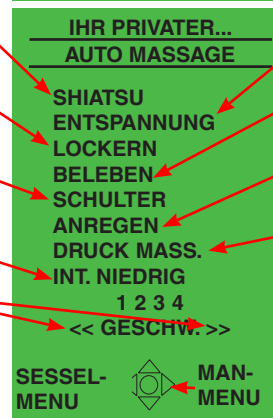 IHR PRIVATER...
AUTO MASSAGE
SHIATSU
ENTSPANNUNG
LOCKERN
BELEBEN
SCHULTER
ANREGEN
DRUCK MASS.
INT. NIEDRIG
1 2 3 4
<< GESCHW. >>
SESSEL- MAN-
MENU MENU